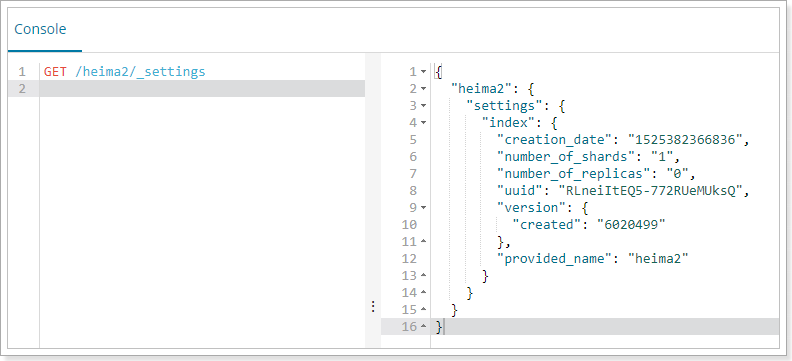 Console
1 GET /heima2/_settings
2
1 {
2 "heima2": {
3 "settings": {
4 "index": {
5 "creation_date": "1525382366836",
6 "number_of_shards": "1",
7 "number_of_replicas": "0",
8 "uuid": "RLneiItEQ5-772RUeMUksQ",
9 "version": {
10 "created": "6020499"
11 },
12 "provided_name": "heima2"
13 }
14 }
15 }
16 }